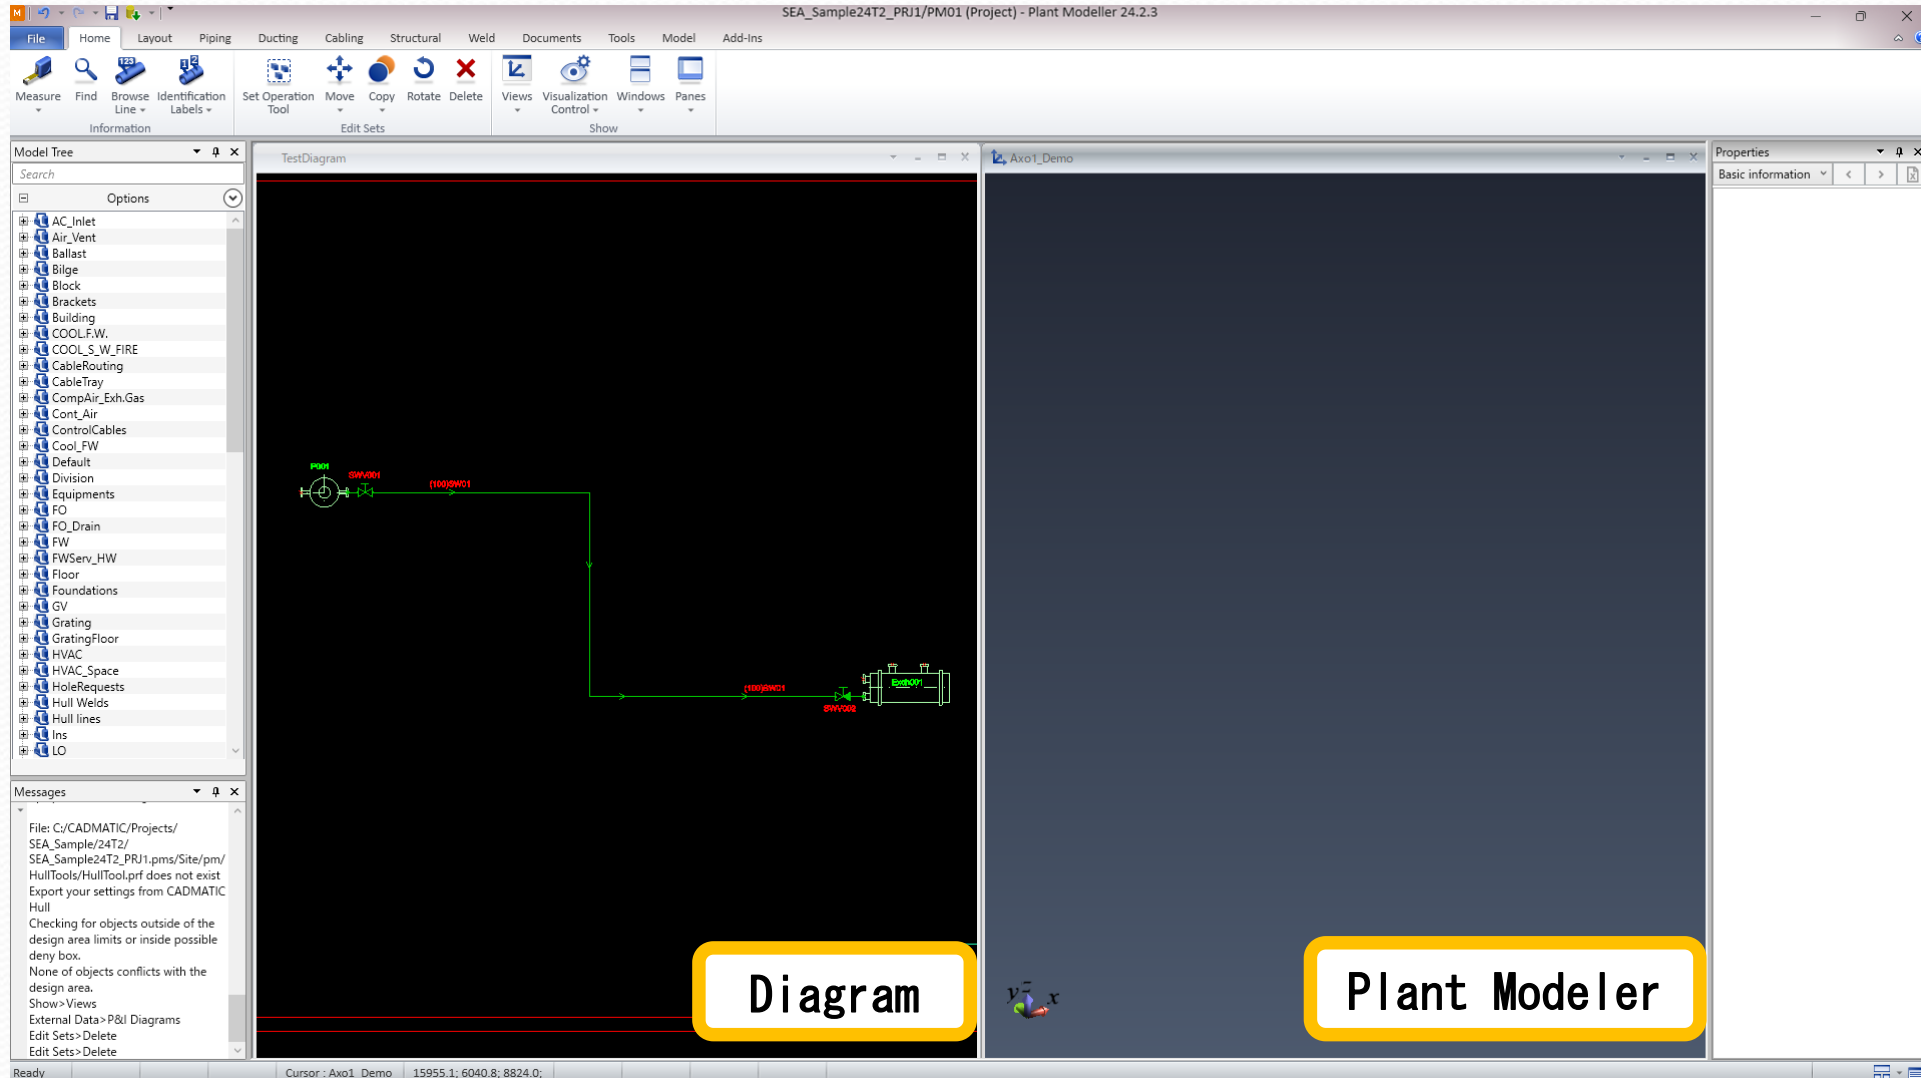 SEA_Sample24T2_PRJ1/PM01 (Project) - Plant Modeller 24.2.3
File Home Layout Piping Ducting Cabling Structural Weld Documents Tools Model Add-Ins
Measure Find Browse Line Identification Labels Set Operation Tool Move Copy Rotate Delete Views Visualization Control Windows Panes
Information Edit Sets Show
Model Tree
Search
Options
AC_Inlet
Air_Vent
Ballast
Bilge
Block
Brackets
Building
COOL.F.W.
COOL_S_W_FIRE
CableRouting
CableTray
CompAir_Exh.Gas
Cont_Air
ControlCables
Cool_FW
Default
Division
Equipments
FO
FO_Drain
FW
FWServ_HW
Floor
Foundations
GV
Grating
GratingFloor
HVAC
HVAC_Space
HoleRequests
Hull Welds
Hull lines
Ins
LO
Messages
File: C:/CADMATIC/Projects/
SEA_Sample/24T2/
SEA_Sample24T2_PRJ1.pms/Site/pm/
HullTools/HullTool.prf does not exist
Export your settings from CADMATIC
Hull
Checking for objects outside of the
design area limits or inside possible
deny box.
None of objects conflicts with the
design area.
Show>Views
External Data>P&I Diagrams
Edit Sets>Delete
Edit Sets>Delete
TestDiagram
P001
SWV001
(100)SW01
(100)SW01
SWV002
Exch001
Diagram
Axo1_Demo
y z x
Plant Modeler
Properties
Basic information
Ready
Cursor : Axo1_Demo 15955.1; 6040.8; 8824.0;